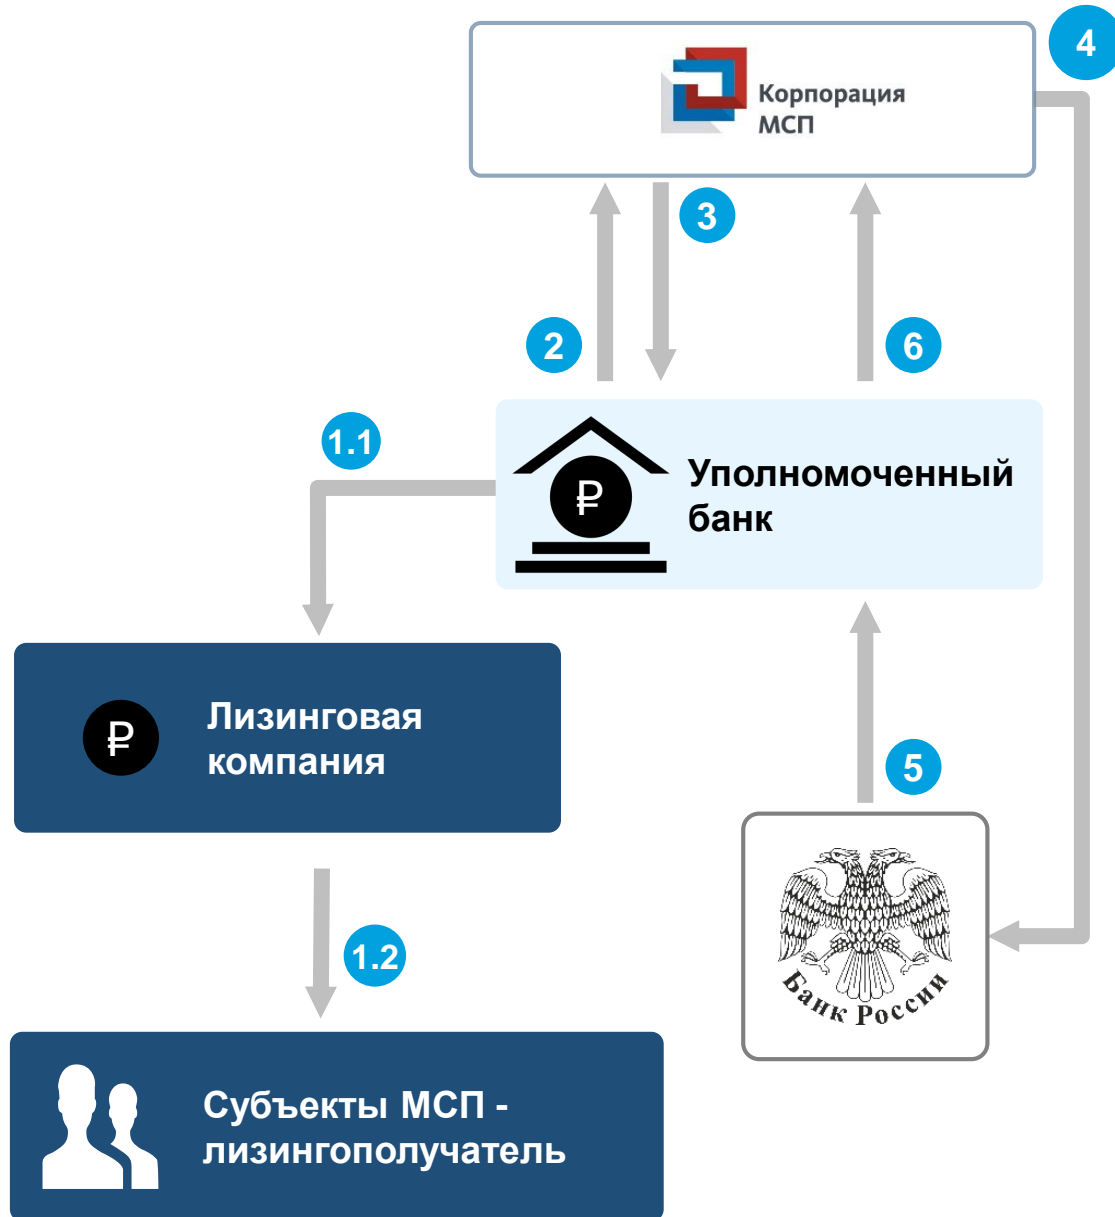 4
Корпорация
МСП
3
2
6
1.1
₽
Уполномоченный
банк
₽
Лизинговая
компания
5
1.2
Банк России
Субъекты МСП -
лизингополучатель